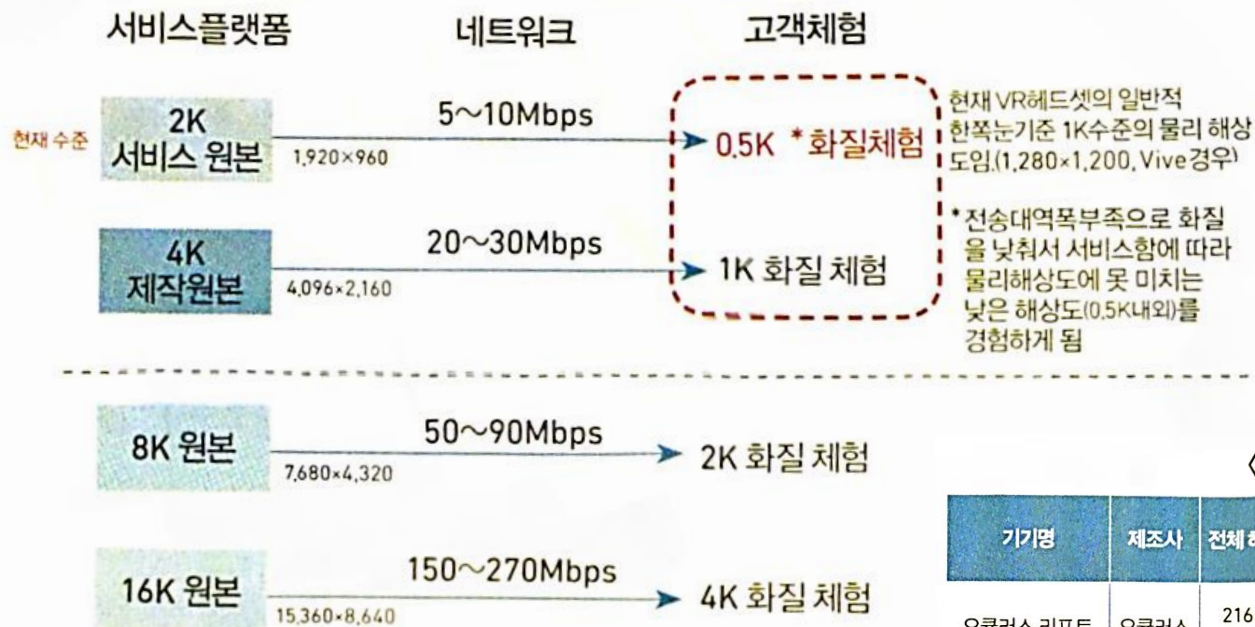 서비스플랫폼 네트워크 고객체험
현재 수준
2K
서비스 원본
5~10Mbps
1,920×960
0.5K *화질체험
현재 VR헤드셋의 일반적
한쪽눈기준 1K수준의 물리 해상
도임.(1,280×1,200, Vive경우)
4K
제작원본
20~30Mbps
4,096×2,160
1K 화질 체험
*전송대역폭부족으로 화질
을 낮춰서 서비스함에 따라
물리해상도에 못 미치는
낮은 해상도(0.5K내외)를
경험하게 됨
8K 원본
50~90Mbps
7,680×4,320
2K 화질 체험
16K 원본
150~270Mbps
15,360×8,640
4K 화질 체험
기기명 제조사 전체
216